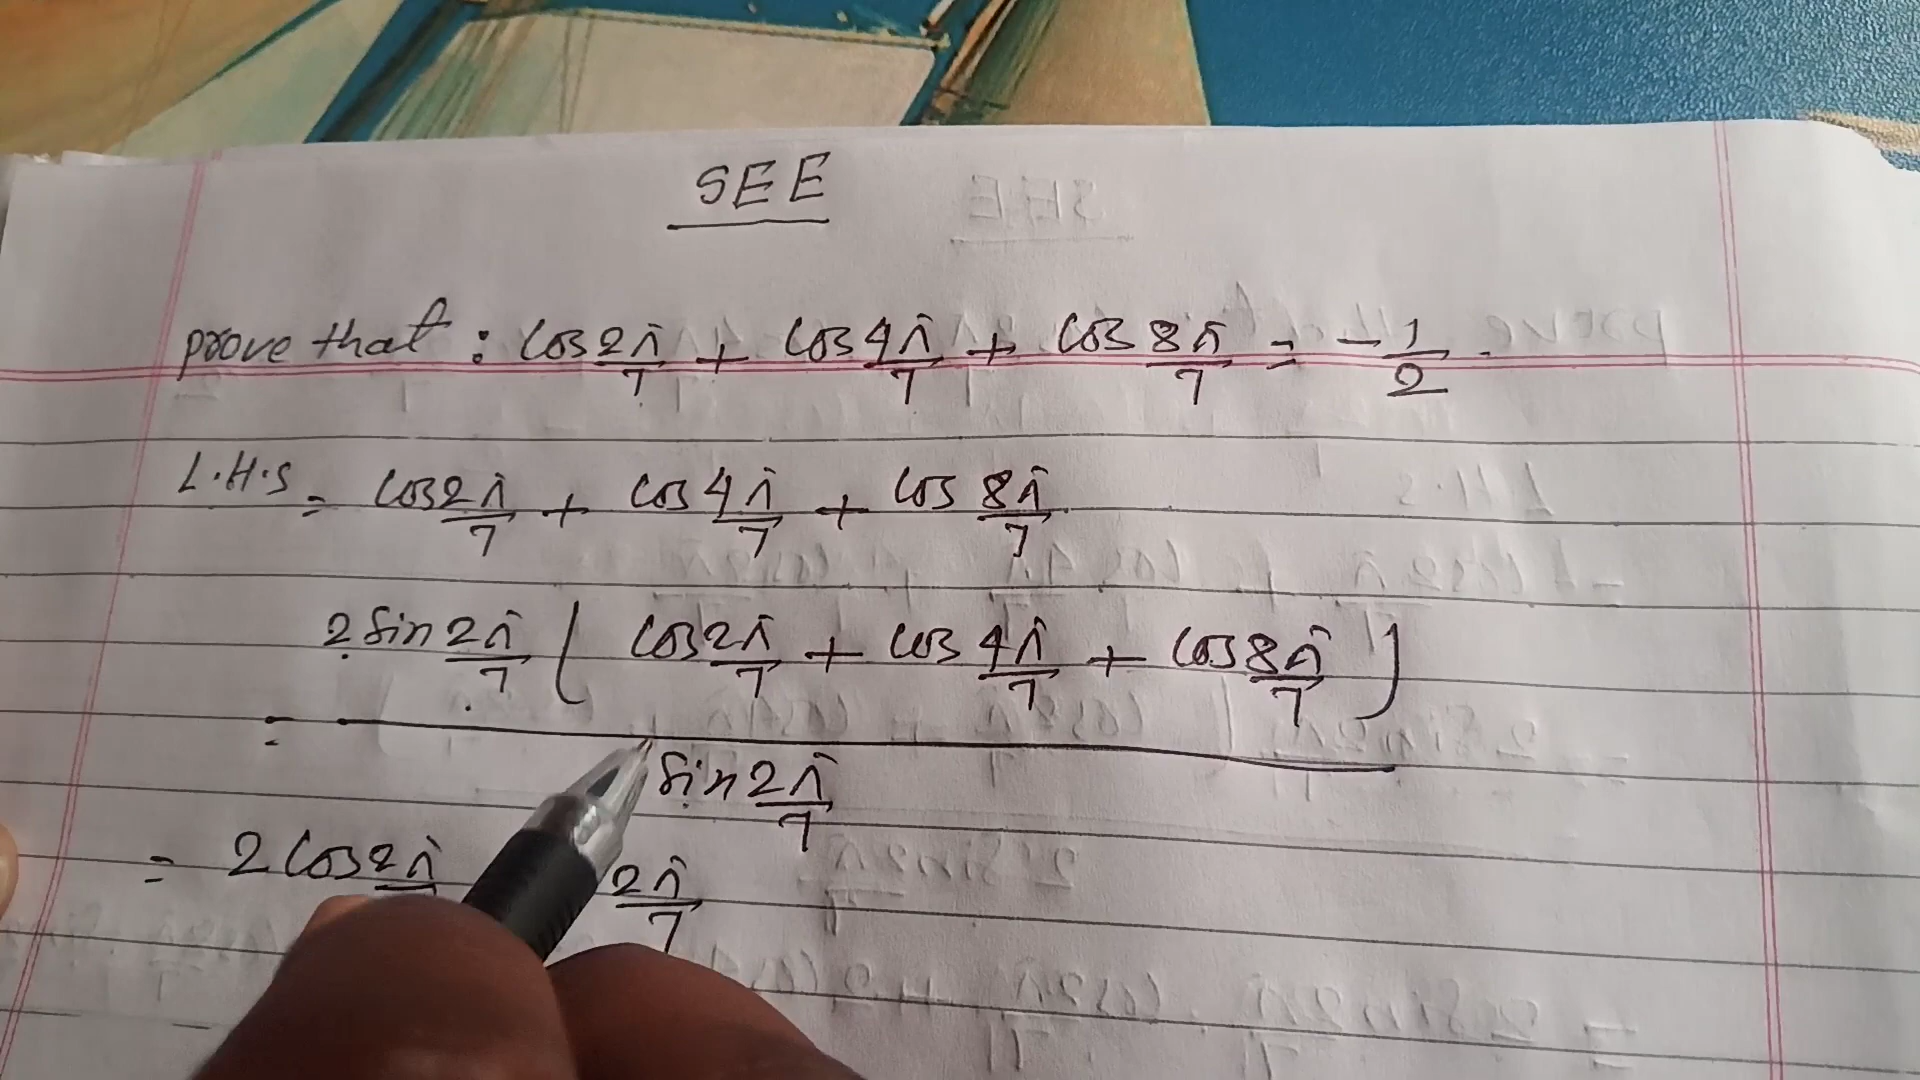 SEE
prove that : cos 2π/7 + cos 4π/7 + cos 8π/7 = -1/2.
L.H.S = cos 2π/7 + cos 4π/7 + cos 8π/7
= 2 sin 2π/7 ( cos 2π/7 + cos 4π/7 + cos 8π/7 ) / sin 2π/7
= 2 cos 2π 2π/7